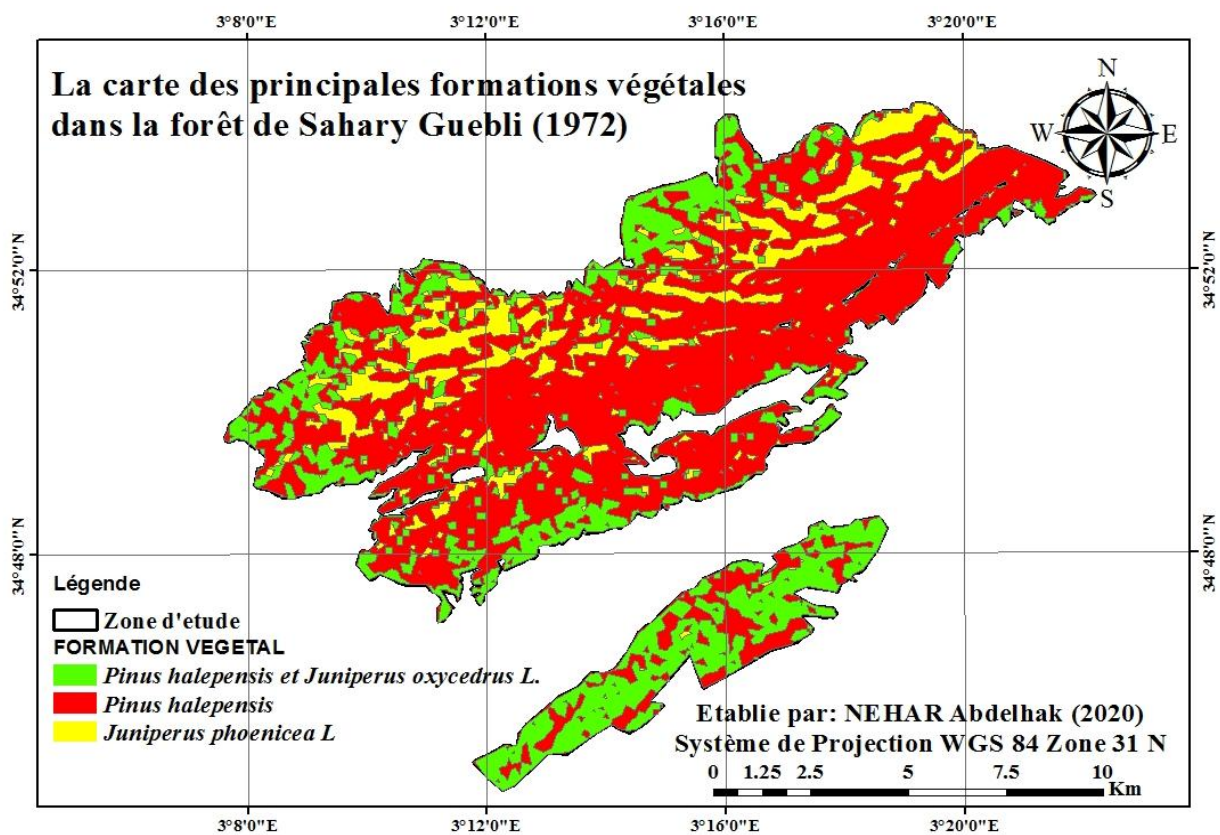 3°8'0"E 3°12'0"E 3°16'0"E 3°20'0"E
La carte des principales formations végétales
dans la forêt de Sahary Guebli (1972)
N
W E
S
34°52'0"N 34°52'0"N
34°48'0"N 34°48'0"N
Légende
Zone d'etude
FORMATION VEGETAL
Pinus halepensis et Juniperus oxycedrus L.
Pinus halepensis
Juniperus phoenicea L
Etablie par: NEHAR Abdelhak (2020)
Système de Projection WGS 84 Zone 31 N
0 1.25 2.5 5 7.5 10
Km
3°8'0"E 3°12'0"E 3°16'0"E 3°20'0"E